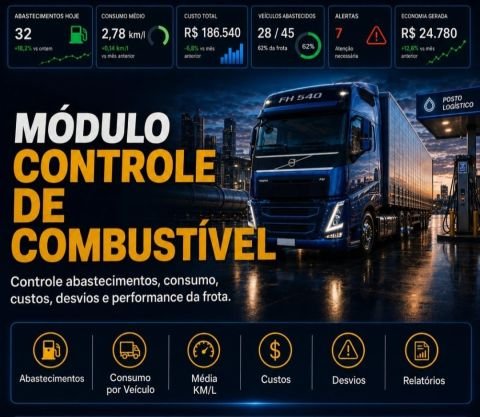 ABASTECIMENTOS HOJE
32
+18,2% vs ontem
CONSUMO MÉDIO
2,78 km/l
+0,14 km/l
vs mês anterior
CUSTO TOTAL
R$ 186.540
-6,8% vs mês
anterior
VEÍCULOS ABASTECIDOS
28 / 45
62% da frota
62%
ALERTAS
7
Atenção
necessária
ECONOMIA GERADA
R$ 24.780
+12,6% vs mês
anterior
FH 540
POSTO
LOGÍSTICO
MÓDULO
CONTROLE
DE
COMBUSTÍVEL
Controle abastecimentos, consumo,
custos, desvios e performance da frota.
Abastecimentos
Consumo
por Veículo
Média
KM/L
Custos
Desvios
Relatórios